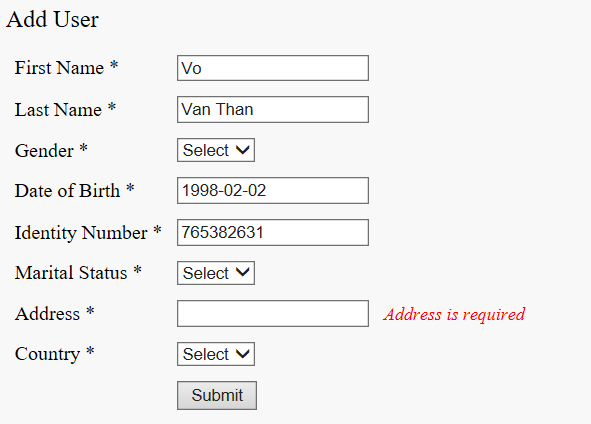 Add User
First Name * Vo
Last Name * Van Than
Gender * Select
Date of Birth * 1998-02-02
Identity Number * 765382631
Marital Status * Select
Address * Address is required
Country * Select
Submit